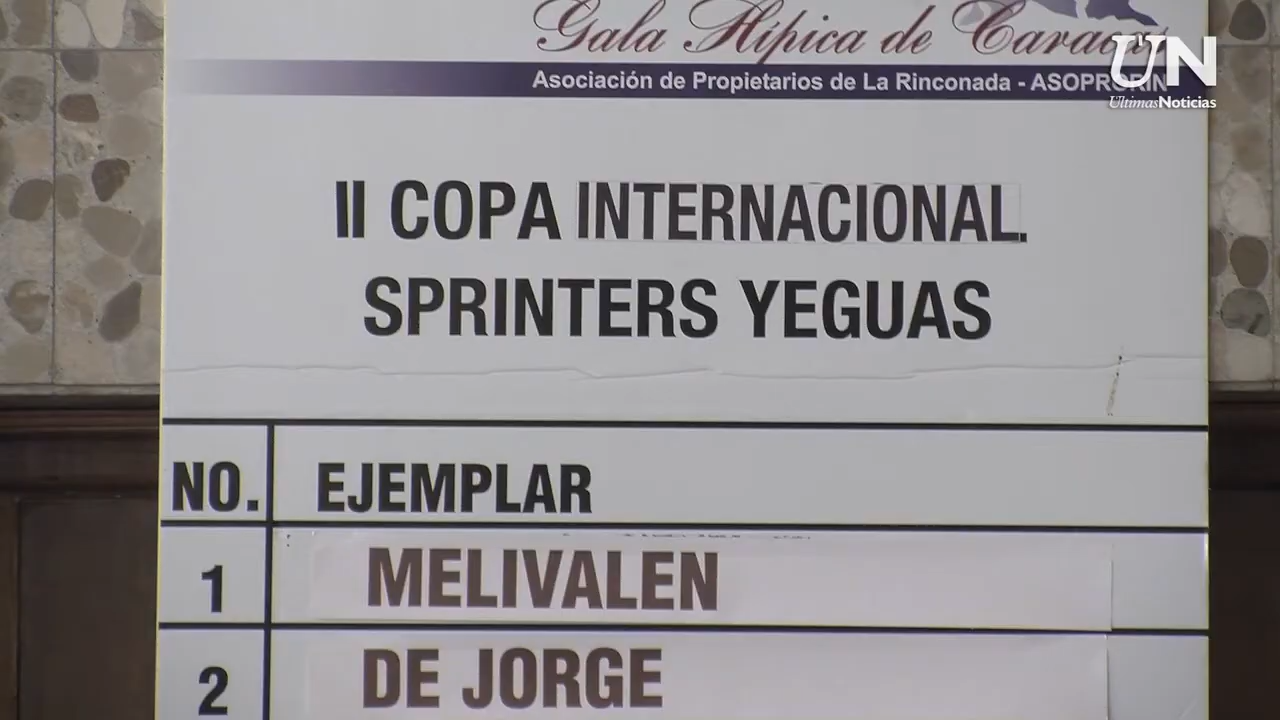 Gala Hípica de Caracas
UN
Asociación de Propietarios de La Rinconada - ASOPRORIN
ÚltimasNoticias
II COPA INTERNACIONAL
SPRINTERS YEGUAS
NO. EJEMPLAR
1 MELIVALEN
2 DE JORGE